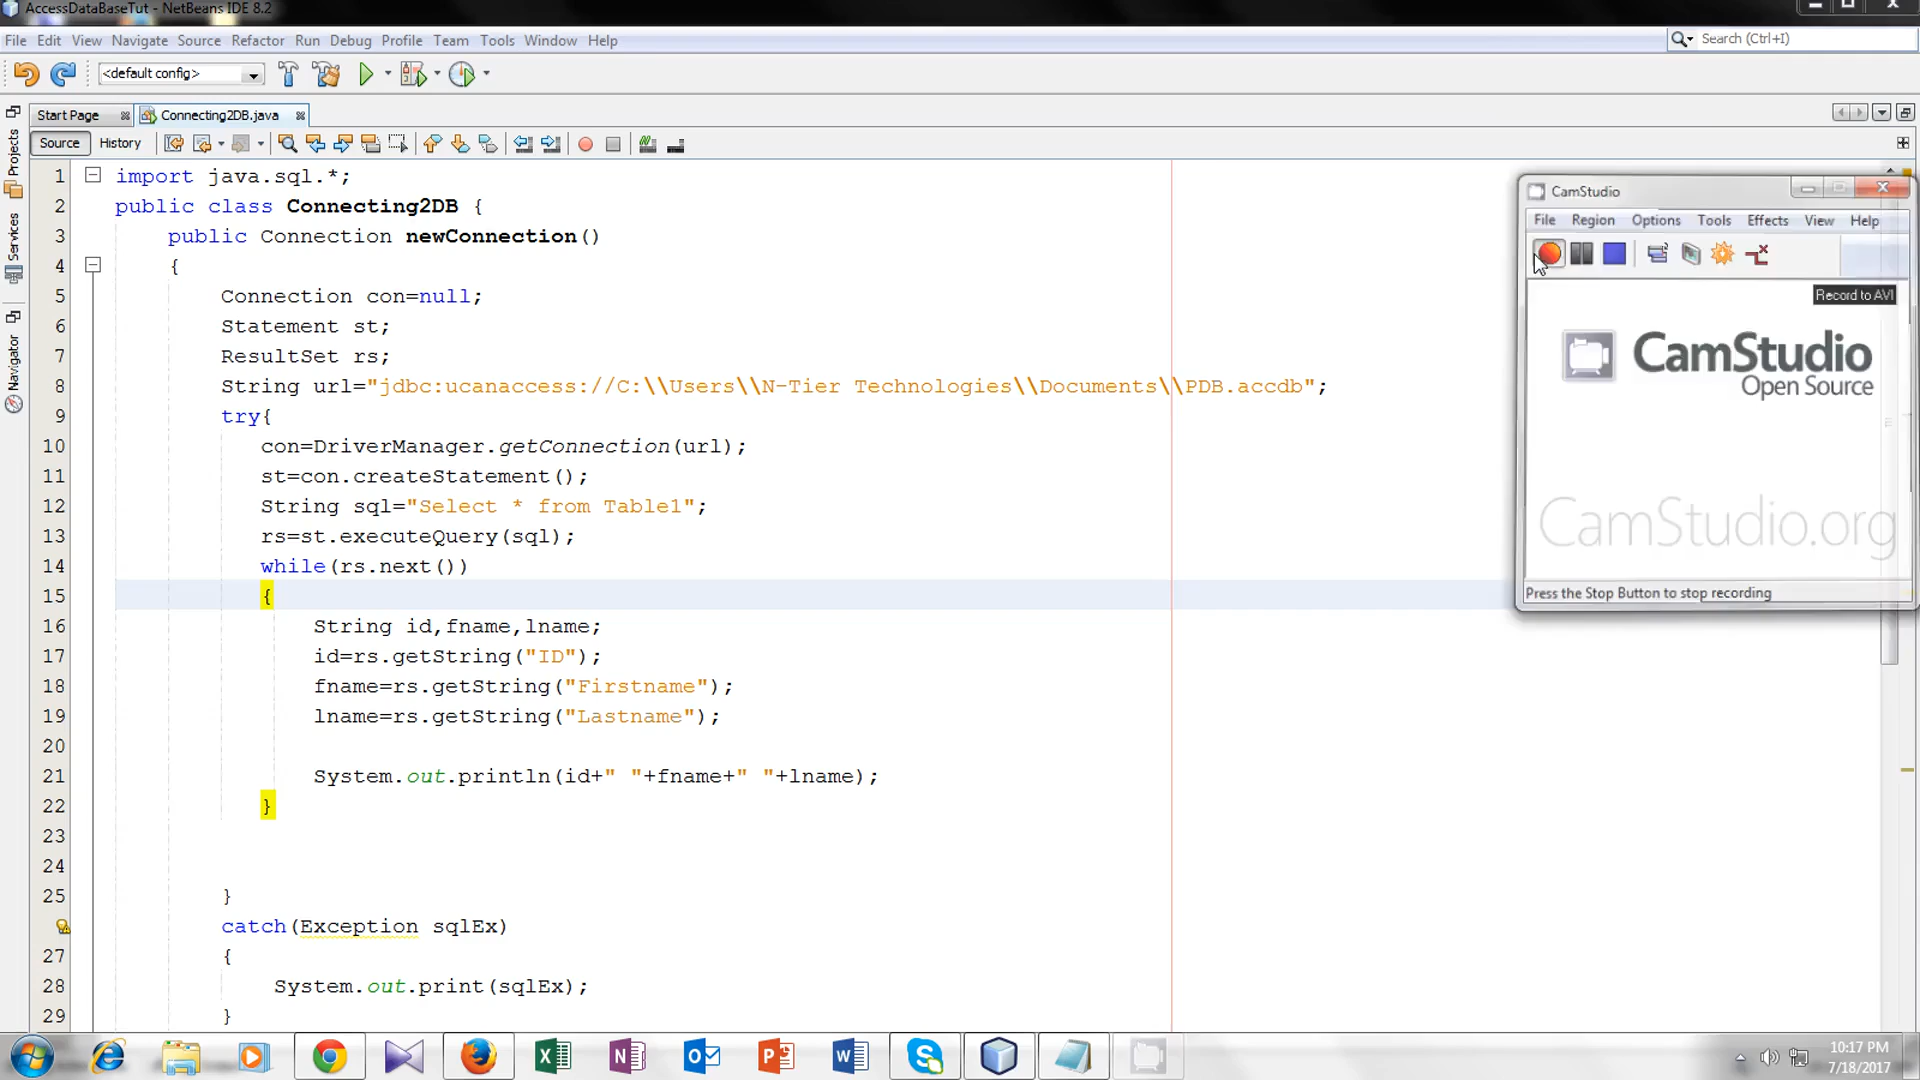 AccessDataBaseTut - NetBeans IDE 8.2
File Edit View Navigate Source Refactor Run Debug Profile Team Tools Window Help
Search (Ctrl+I)
<default config>
Start Page
Connecting2DB.java
Source History
Projects
Services
Navigator
1 import java.sql.*;
2 public class Connecting2DB {
3 public Connection newConnection()
4 {
5 Connection con=null;
6 Statement st;
7 ResultSet rs;
8 String url="jdbc:ucanaccess://C:\\Users\\N-Tier Technologies\\Documents\\PDB.accdb";
9 try{
10 con=DriverManager.getConnection(url);
11 st=con.createStatement();
12 String sql="Select * from Table1";
13 rs=st.executeQuery(sql);
14 while(rs.next())
15 {
16 String id,fname,lname;
17 id=rs.getString("ID");
18 fname=rs.getString("Firstname");
19 lname=rs.getString("Lastname");
20
21 System.out.println(id+" "+fname+" "+lname);
22 }
23
24
25 }
catch(Exception sqlEx)
27 {
28 System.out.print(sqlEx);
29 }
CamStudio
File Region Options Tools Effects View Help
Record to AVI
CamStudio
Open Source
CamStudio.org
Press the Stop Button to stop recording
10:17 PM
7/18/2017